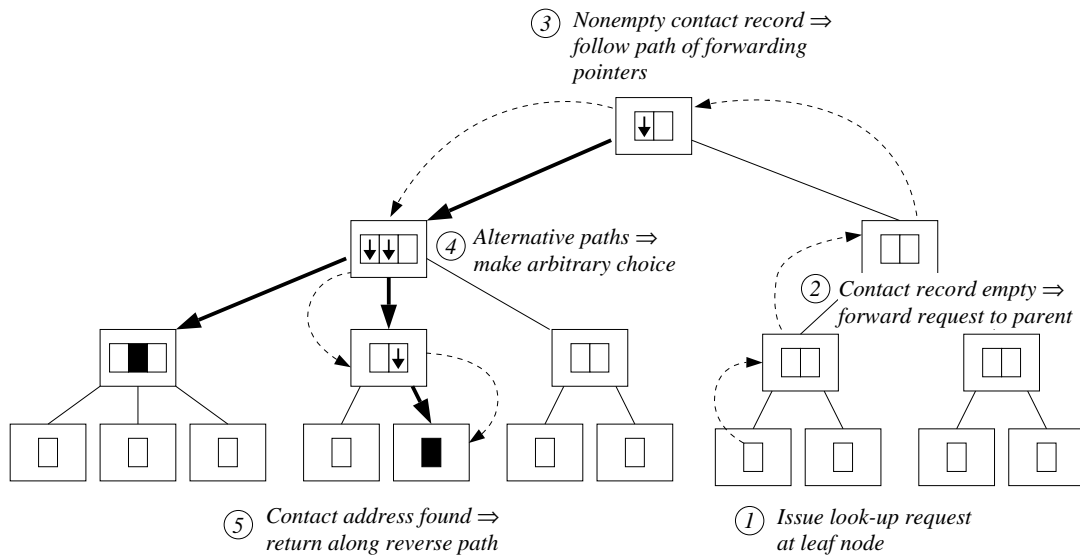 3 Nonempty contact record ⇒
follow path of forwarding
pointers
4 Alternative paths ⇒
make arbitrary choice
2 Contact record empty ⇒
forward request to parent
5 Contact address found ⇒
return along reverse path
1 Issue look-up request
at leaf node